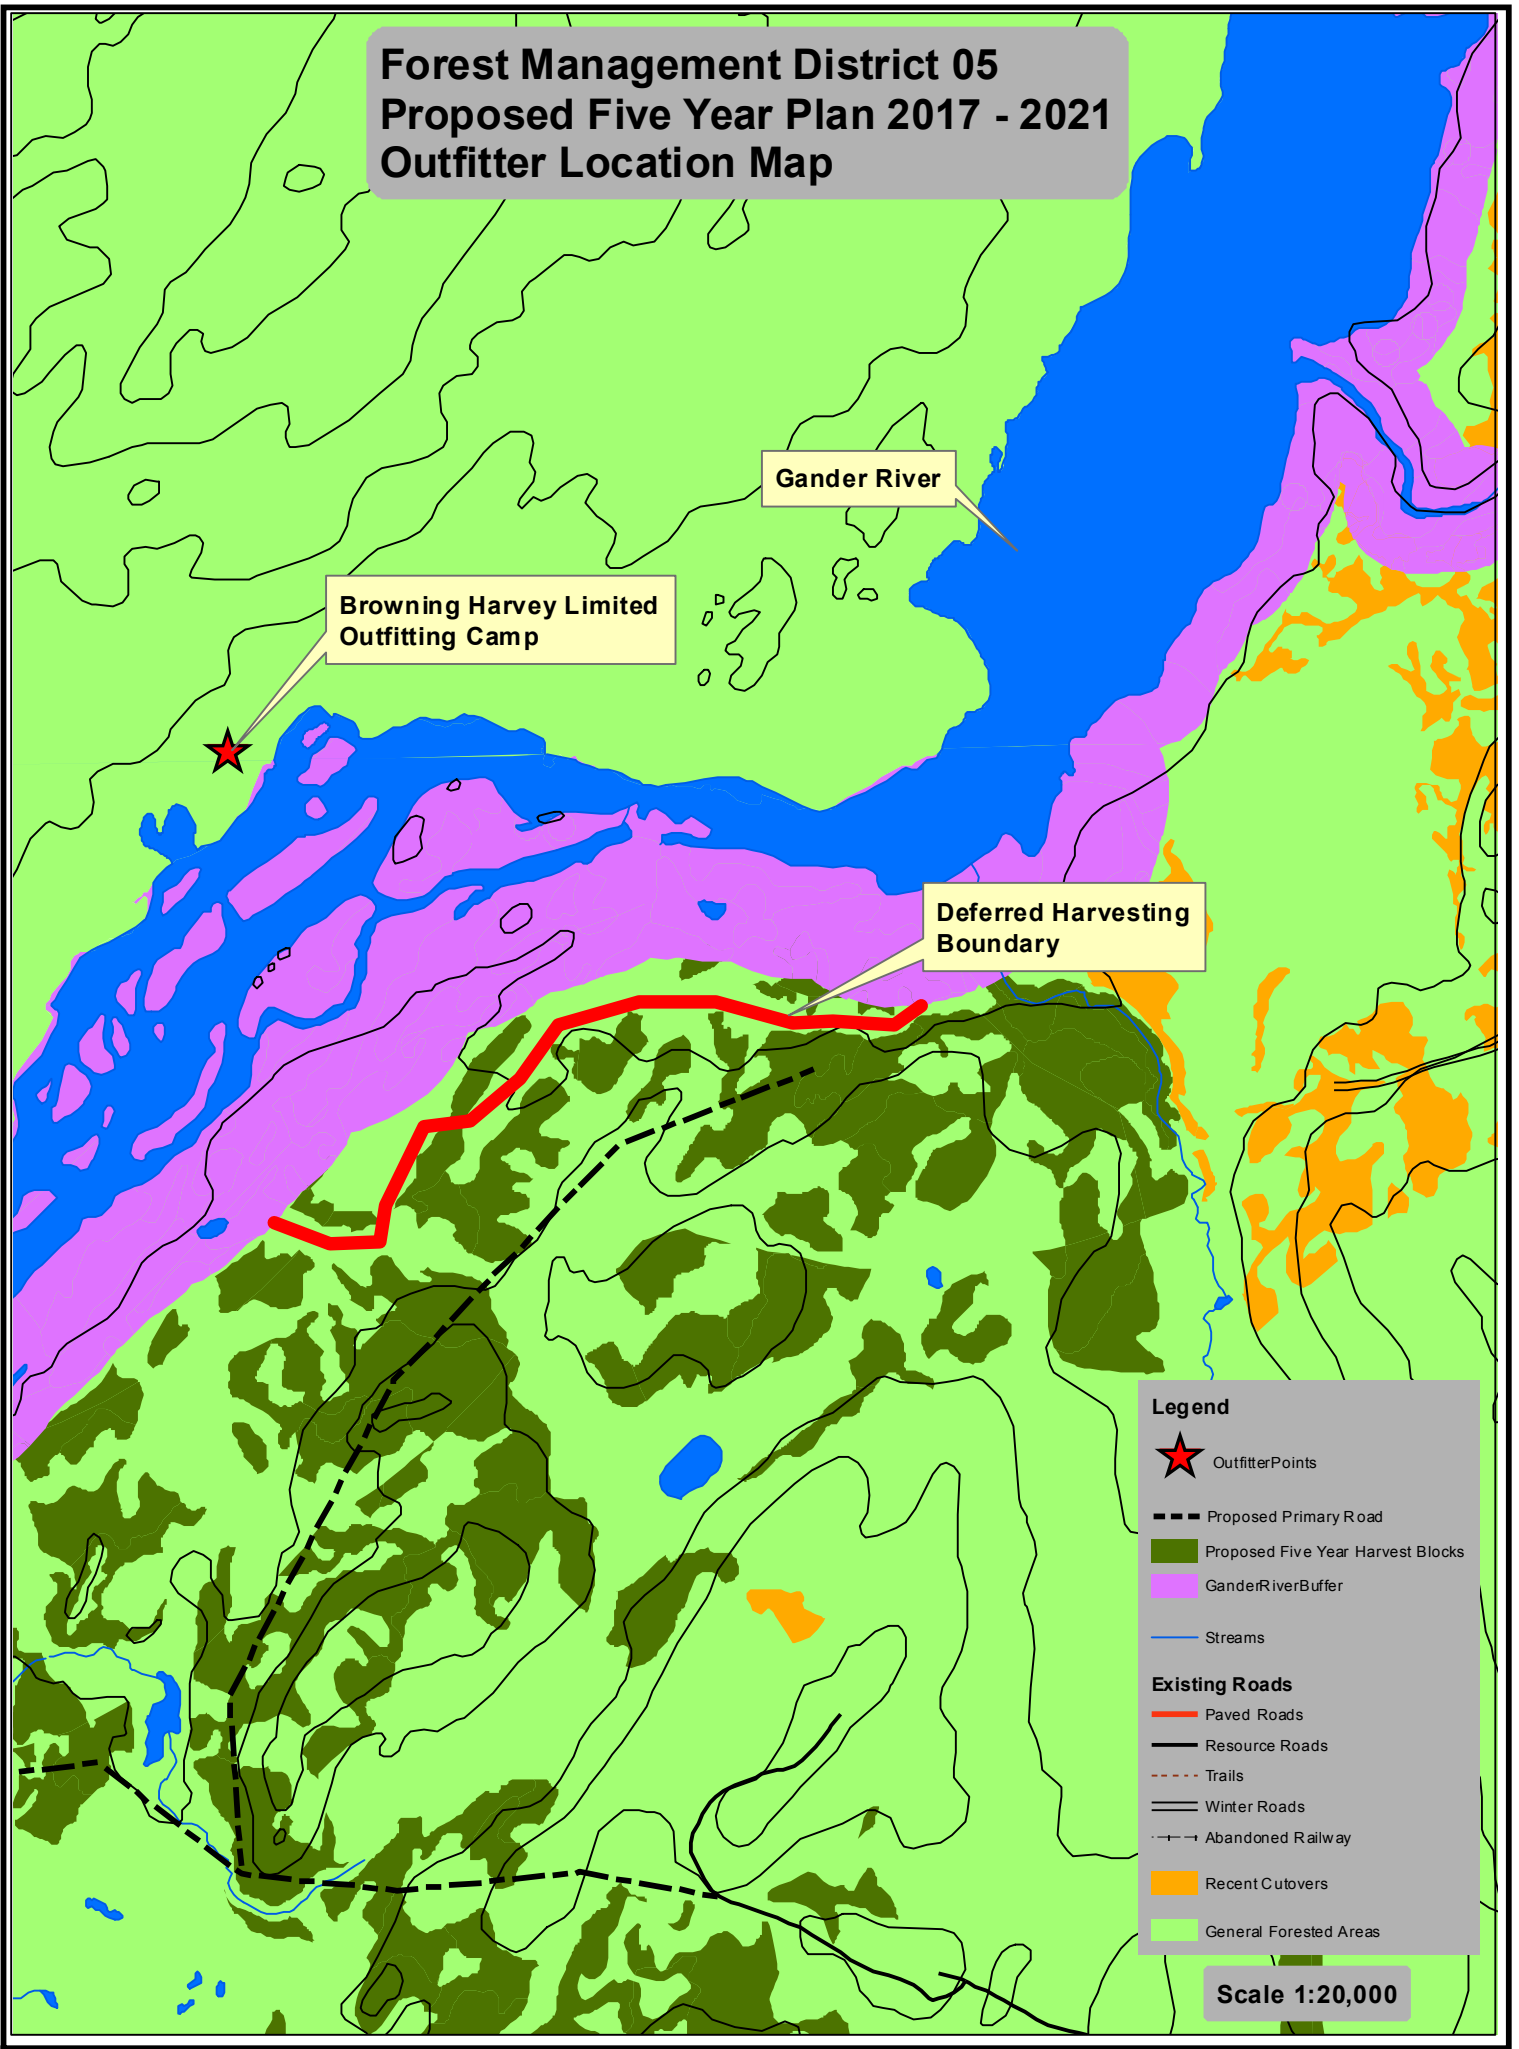 Forest Management District 05
Proposed Five Year Plan 2017 - 2021
Outfitter Location Map
Gander River
Browning Harvey Limited
Outfitting Camp
Deferred Harvesting
Boundary
Legend
OutfitterPoints
Proposed Primary Road
Proposed Five Year Harvest Blocks
GanderRiverBuffer
Streams
Existing Roads
Paved Roads
Resource Roads
Trails
Winter Roads
Abandoned Railway
Recent Cutovers
General Forested Areas
Scale 1:20,000